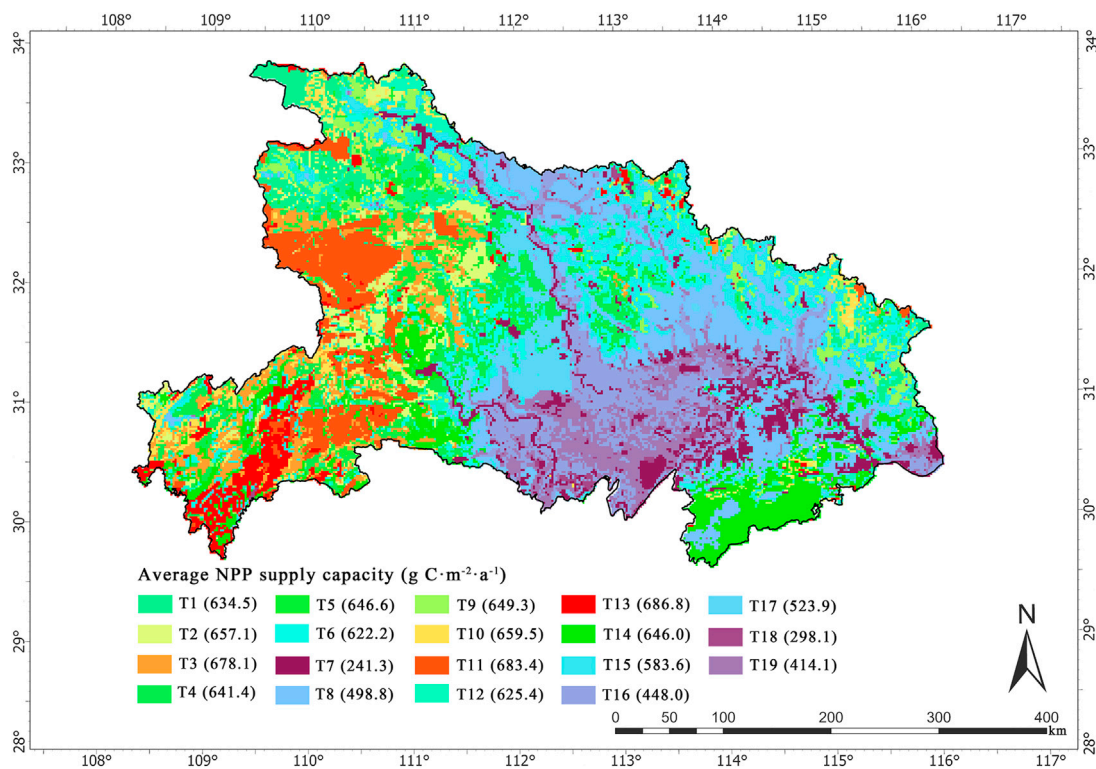 108° 109° 110° 111° 112° 113° 114° 115° 116° 117°
34° 34°
33° 33°
32° 32°
31° 31°
30° 30°
29° 29°
28° 28°
Average NPP supply capacity (g C·m⁻²·a⁻¹)
T1 (634.5) T5 (646.6) T9 (649.3) T13 (686.8) T17 (523.9)
T2 (657.1) T6 (622.2) T10 (659.5) T14 (646.0) T18 (298.1)
T3 (678.1) T7 (241.3) T11 (683.4) T15 (583.6) T19 (414.1)
T4 (641.4) T8 (498.8) T12 (625.4) T16 (448.0)
N
0 50 100 200 300 400
km
108° 109° 110° 111° 112° 113° 114° 115° 116° 117°